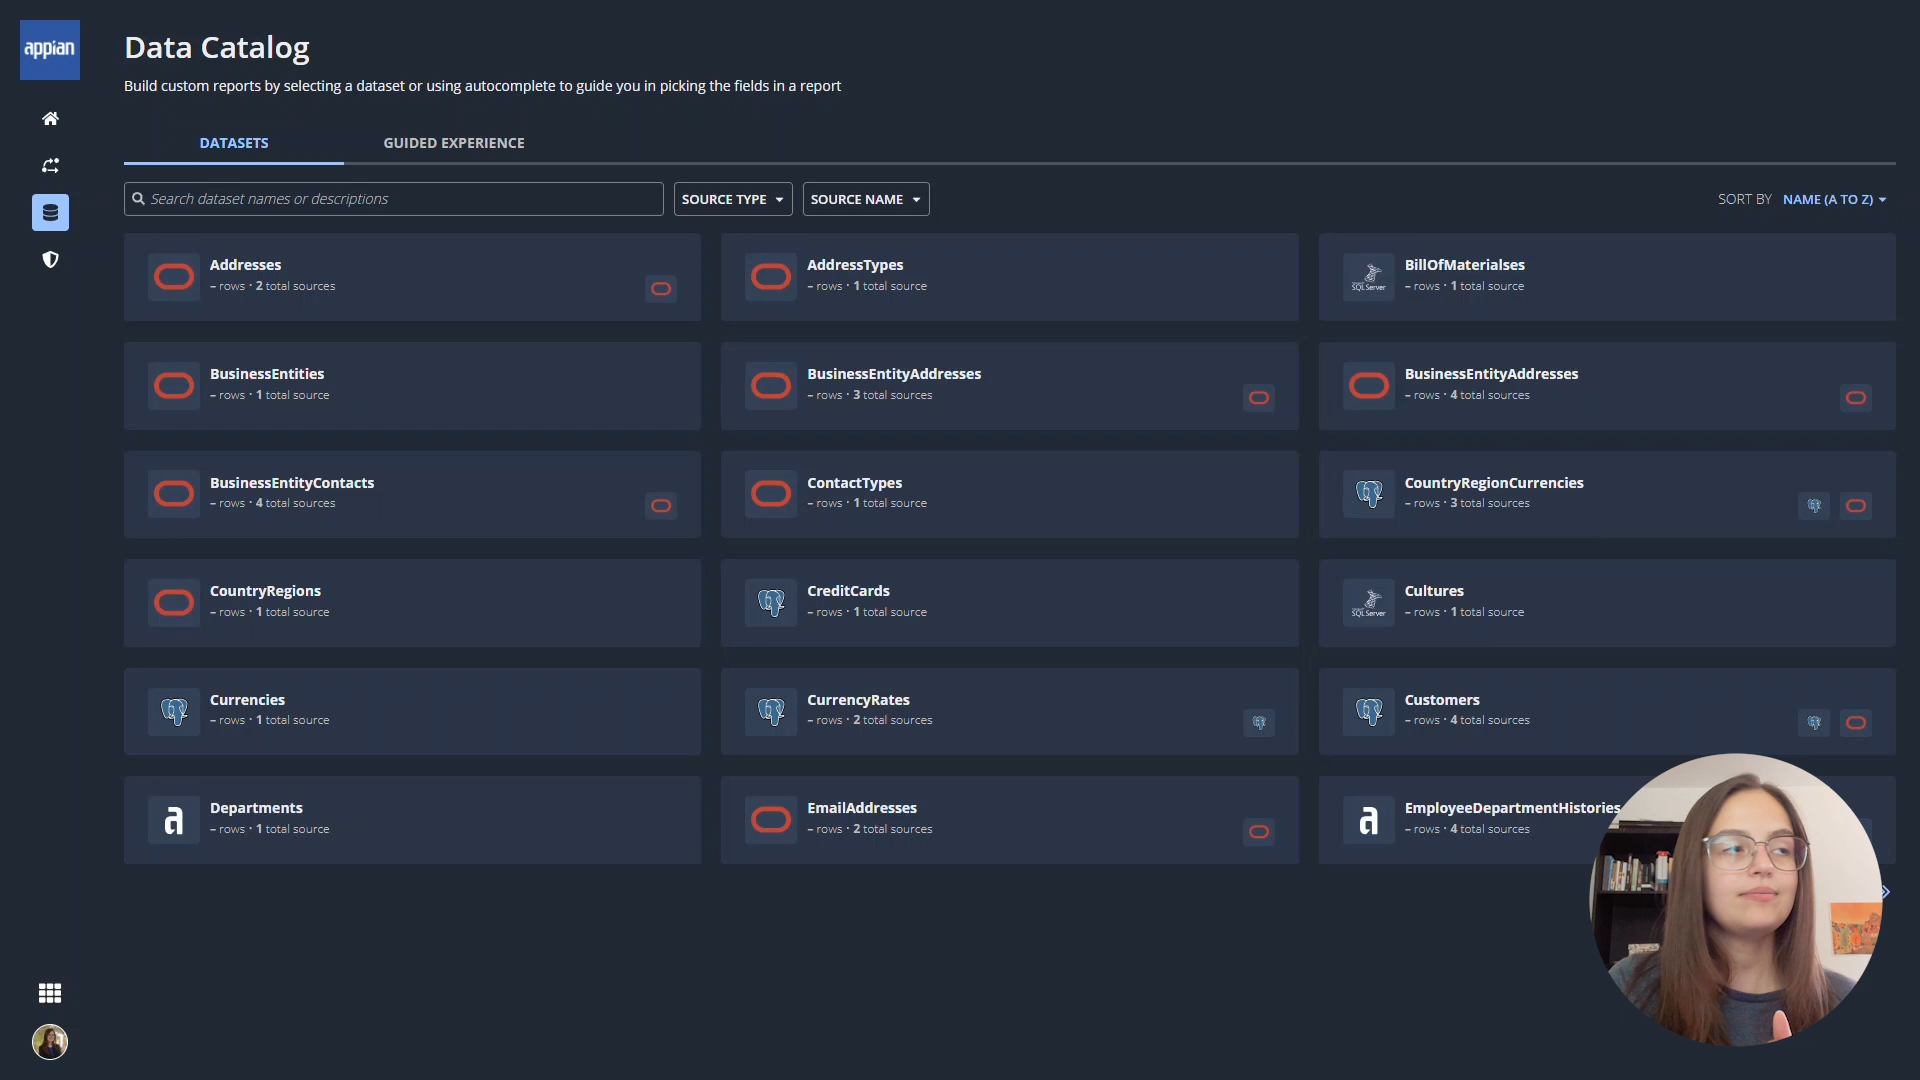 appian
Data Catalog
Build custom reports by selecting a dataset or using autocomplete to guide you in picking the fields in a report
DATASETS
GUIDED EXPERIENCE
Search dataset names or descriptions
SOURCE TYPE
SOURCE NAME
SORT BY NAME (A TO Z)
Addresses
– rows · 2 total sources
AddressTypes
– rows · 1 total source
SQL Server
BillOfMaterialses
– rows · 1 total source
BusinessEntities
– rows · 1 total source
BusinessEntityAddresses
– rows · 3 total sources
BusinessEntityAddresses
– rows · 4 total sources
BusinessEntityContacts
– rows · 4 total sources
ContactTypes
– rows · 1 total source
CountryRegionCurrencies
– rows · 3 total sources
CountryRegions
– rows · 1 total source
CreditCards
– rows · 1 total source
SQL Server
Cultures
– rows · 1 total source
Currencies
– rows · 1 total source
CurrencyRates
– rows · 2 total sources
Customers
– rows · 4 total sources
a
Departments
– rows · 1 total source
EmailAddresses
– rows · 2 total sources
a
EmployeeDepartmentHistories
– rows · 4 total sources